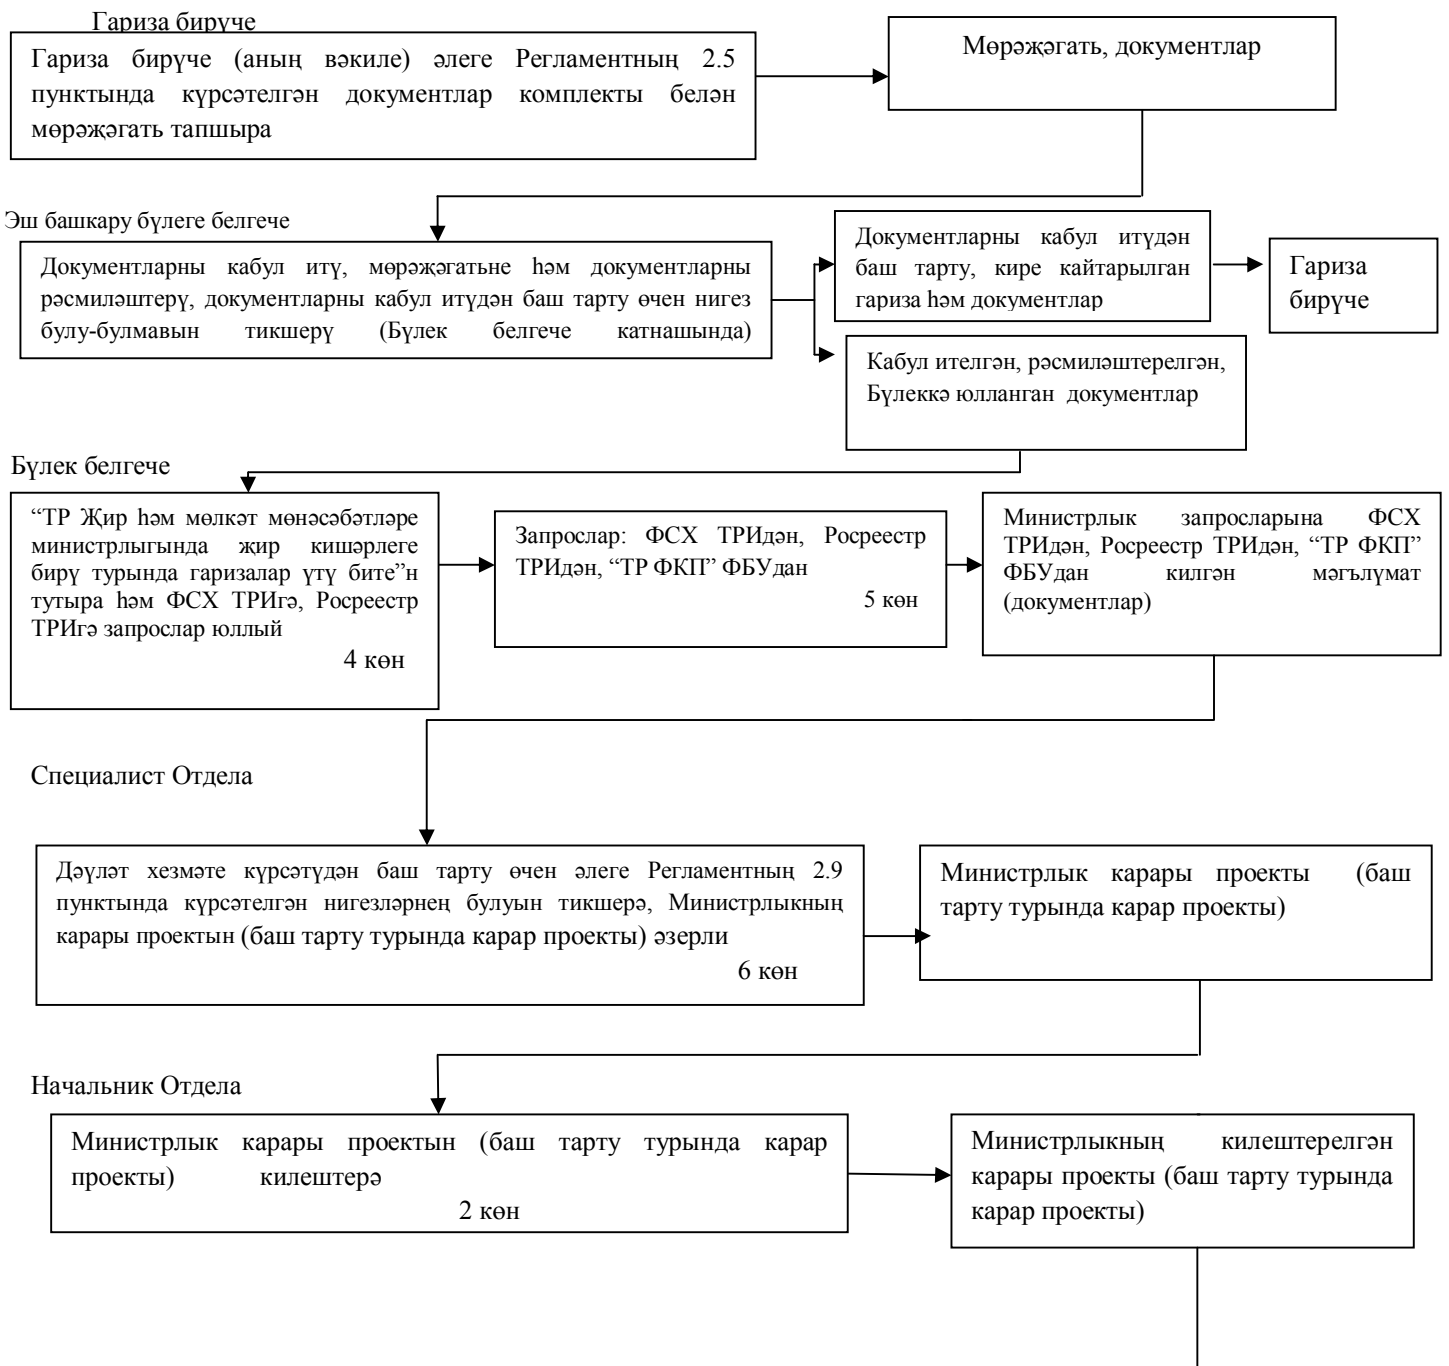 Гариза бирүче
Гариза бирүче (аның вәкиле) әлеге Регламентның 2.5
пунктында күрсәтелгән документлар комплекты белән
мөрәҗәгать тапшыра
Мөрәҗәгать, документлар
Эш башкару бүлеге белгече
Документларны кабул итү, мөрәҗәгатьне һәм документларны
рәсмиләштерү, документларны кабул итүдән баш тарту өчен нигез
булу-булмавын тикшерү (Бүлек белгече катнашында)
Документларны кабул итүдән
баш тарту, кире кайтарылган
гариза һәм документлар
Гариза
бирүче
Кабул ителгән, рәсмиләштерелгән,
Бүлеккә юлланган документлар
Бүлек белгече
“ТР Җир һәм мөлкәт мөнәсәбәтләре
министрлыгында җир кишәрлеге
бирү турында гаризалар үтү бите”н
тутыра һәм ФСХ ТРИгә, Росреестр
ТРИгә запрослар юллый
4 көн
Запрослар: ФСХ ТРИдән, Росреестр
ТРИдән, “ТР ФКП” ФБУдан
5 көн
Министрлык запросларына ФСХ
ТРИдән, Росреестр ТРИдән, “ТР ФКП”
ФБУдан килгән мәгълүмат
(документлар)
Специалист Отдела
Дәүләт хезмәте күрсәтүдән баш тарту өчен әлеге Регламентның 2.9
пунктында күрсәтелгән нигезләрнең булуын тикшерә, Министрлыкның
карары проектын (баш тарту турында карар проекты) әзерли
6 көн
Министрлык карары проекты (баш
тарту турында карар проекты)
Начальник Отдела
Министрлык карары проектын (баш тарту турында карар
проекты) килештерә
2 көн
Министрлыкның килештерелгән
карары проекты (баш тарту турында
карар проекты)